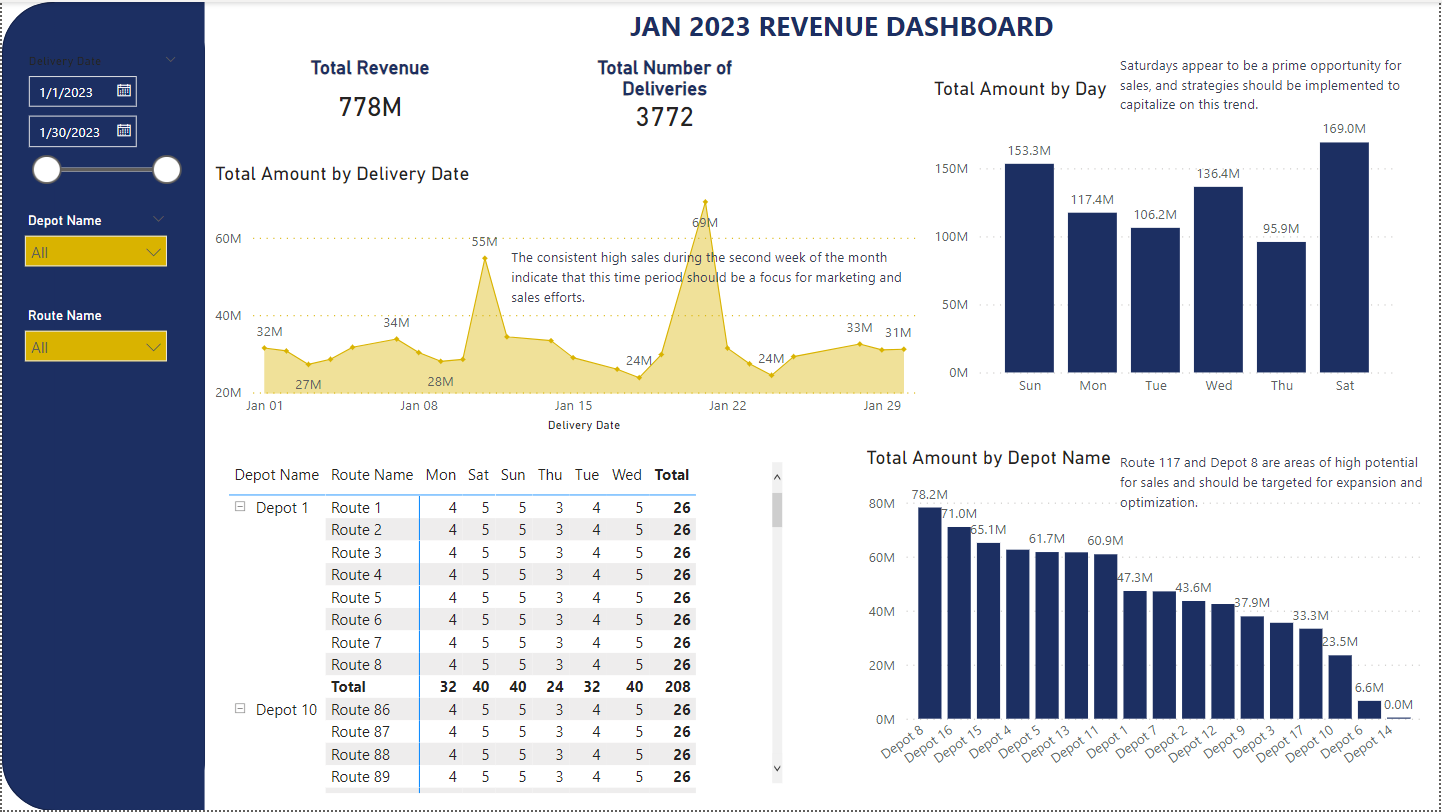 JAN 2023 REVENUE DASHBOARD
Delivery Date
1/1/2023
1/30/2023
Depot Name
All
Route Name
All
Total Revenue
778M
Total Number of
Deliveries
3772
Total Amount by Day
Saturdays appear to be a prime opportunity for
sales, and strategies should be implemented to
capitalize on this trend.
169.0M
153.3M
136.4M
117.4M
106.2M
95.9M
150M
100M
50M
0M
Sun Mon Tue Wed Thu Sat
Total Amount by Delivery Date
69M
60M
55M
The consistent high sales during the second week of the month
indicate that this time period should be a focus for marketing and
sales efforts.
40M
32M
34M
33M
31M
24M
24M
27M
28M
20M
Jan 01 Jan 08 Jan 15 Jan 22 Jan 29
Delivery Date
Depot Name Route Name Mon Sat Sun Thu Tue Wed Total
Depot 1 Route 1 4 5 5 3 4 5 26
Route 2 4 5 5 3 4 5 26
Route 3 4 5 5 3 4 5 26
Route 4 4 5 5 3 4 5 26
Route 5 4 5 5 3 4 5 26
Route 6 4 5 5 3 4 5 26
Route 7 4 5 5 3 4 5 26
Route 8 4 5 5 3 4 5 26
Total 32 40 40 24 32 40 208
Depot 10 Route 86 4 5 5 3 4 5 26
Route 87 4 5 5 3 4 5 26
Route 88 4 5 5 3 4 5 26
Route 89 4 5 5 3 4 5 26
Total Amount by Depot Name
Route 117 and Depot 8 are areas of high potential
for sales and should be targeted for expansion and
optimization.
80M
60M
40M
20M
0M
78.2M
71.0M
65.1M
61.7M
60.9M
47.3M
43.6M
37.9M
33.3M
23.5M
6.6M
0.0M
Depot 8
Depot 16
Depot 15
Depot 4
Depot 5
Depot 13
Depot 11
Depot 1
Depot 7
Depot 2
Depot 12
Depot 9
Depot 3
Depot 17
Depot 10
Depot 6
Depot 14